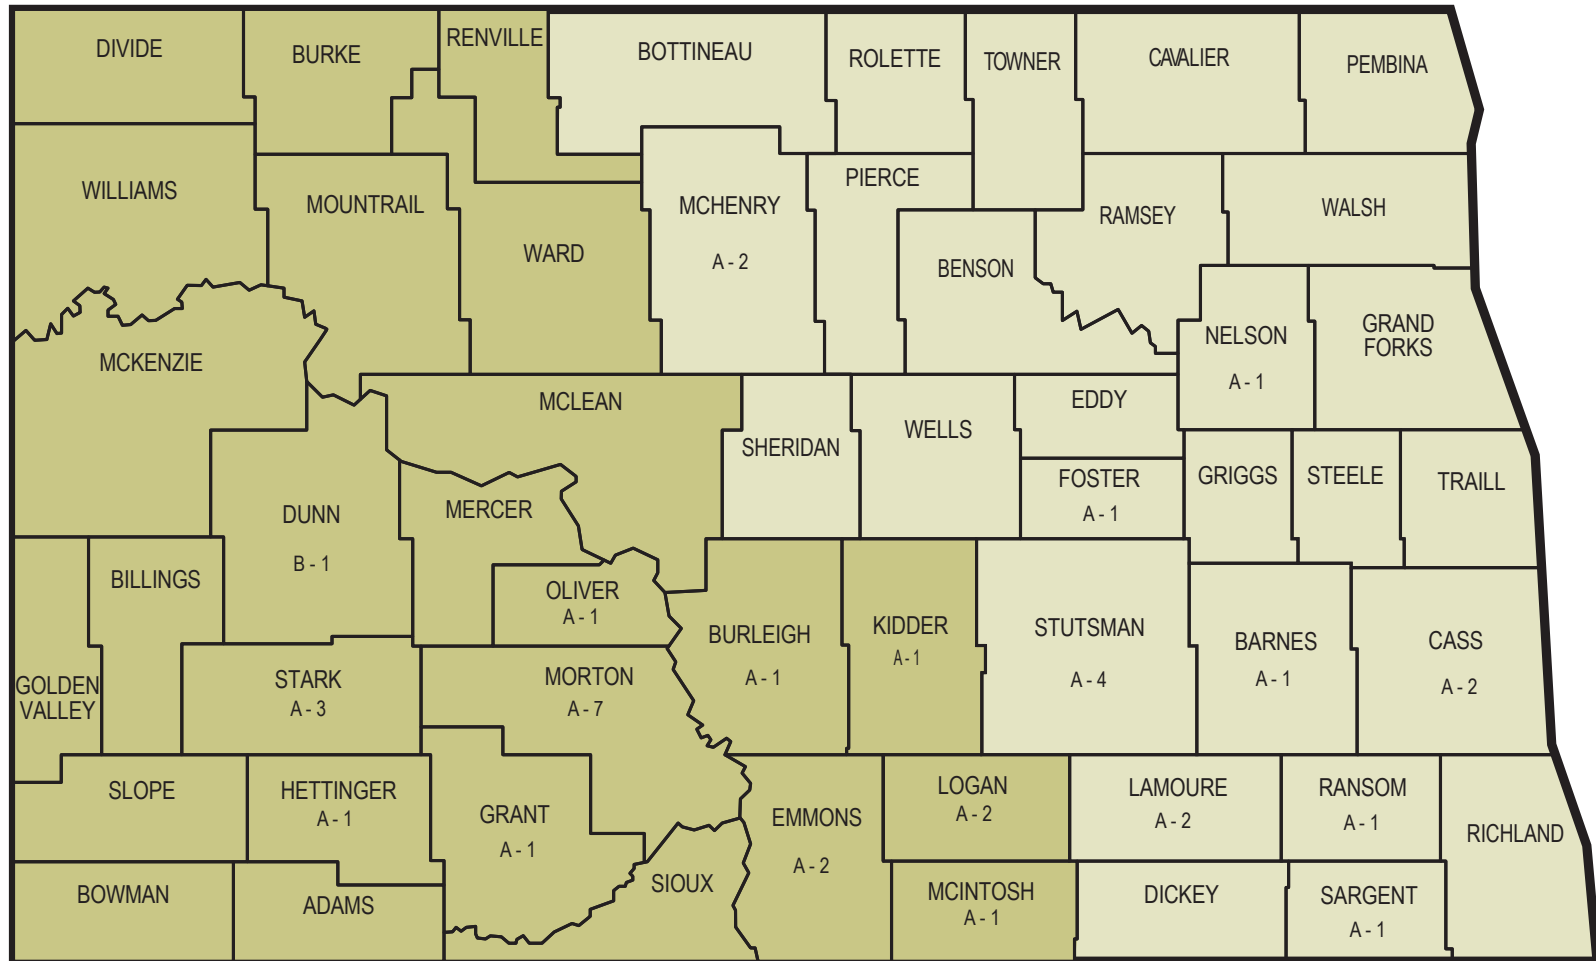 DIVIDE
BURKE
RENVILLE
BOTTINEAU
ROLETTE
TOWNER
CAVALIER
PEMBINA
WILLIAMS
MOUNTRAIL
WARD
MCHENRY
A - 2
PIERCE
BENSON
RAMSEY
WALSH
MCKENZIE
MCLEAN
SHERIDAN
WELLS
EDDY
NELSON
A - 1
GRAND
FORKS
DUNN
B - 1
MERCER
FOSTER
A - 1
GRIGGS
STEELE
TRAILL
BILLINGS
OLIVER
A - 1
BURLEIGH
A - 1
KIDDER
A - 1
STUTSMAN
A - 4
BARNES
A - 1
CASS
A - 2
GOLDEN
VALLEY
STARK
A - 3
MORTON
A - 7
SLOPE
HETTINGER
A - 1
GRANT
A - 1
EMMONS
A - 2
LOGAN
A - 2
LAMOURE
A - 2
RANSOM
A - 1
RICHLAND
BOWMAN
ADAMS
SIOUX
MCINTOSH
A - 1
DICKEY
SARGENT
A - 1